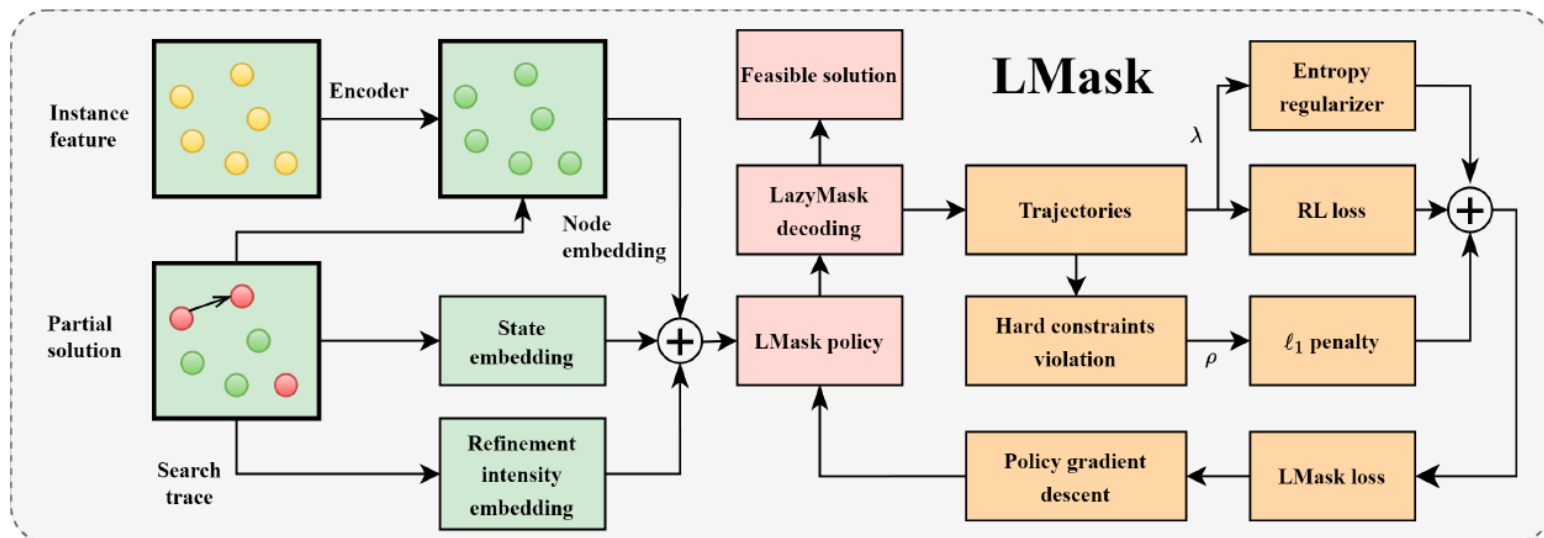 Instance
feature
Encoder
Node
embedding
Partial
solution
State
embedding
Search
trace
Refinement
intensity
embedding
+
Feasible solution
LazyMask
decoding
LMask policy
LMask
Trajectories
λ
Entropy
regularizer
RL loss
+
Hard constraints
violation
ρ
ℓ1 penalty
Policy gradient
descent
LMask loss